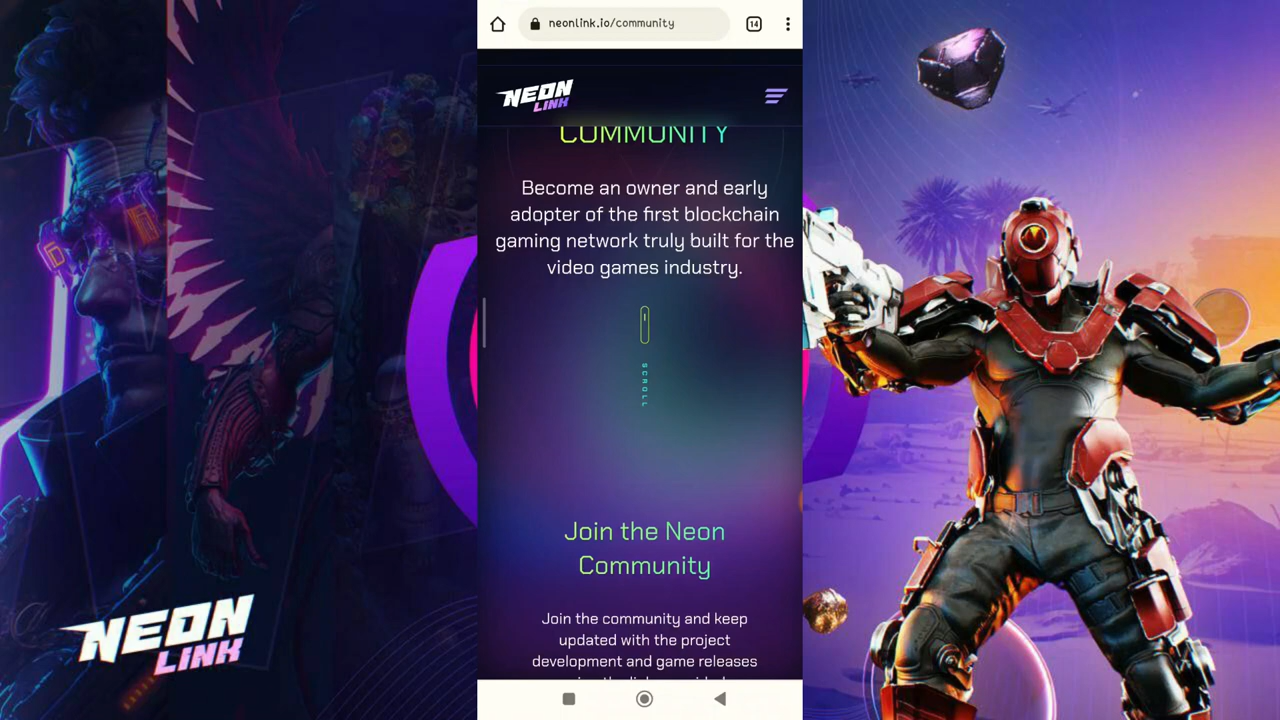 neonlink.io/community
14
NEON
LINK
COMMUNITY
Become an owner and early
adopter of the first blockchain
gaming network truly built for the
video games industry.
SCROLL
Join the Neon
Community
Join the community and keep
updated with the project
development and game releases
NEON
LINK